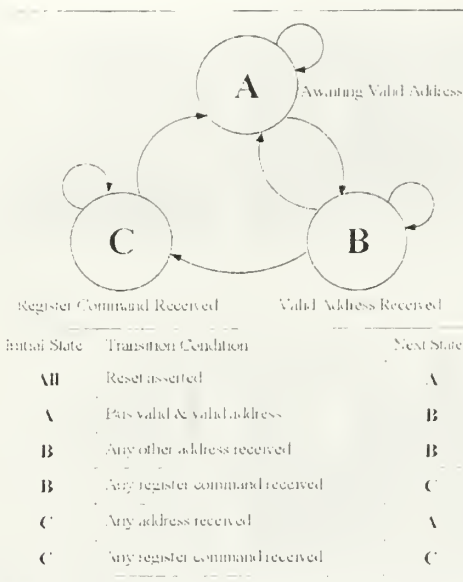 A
Awaiting Valid Address
C
B
Register Command Received
Valid Address Received
Initial State Transition Condition Next State
All Reset asserted A
A Bus valid & valid address B
B Any other address received B
B Any register command received C
C Any address received A
C Any register command received C